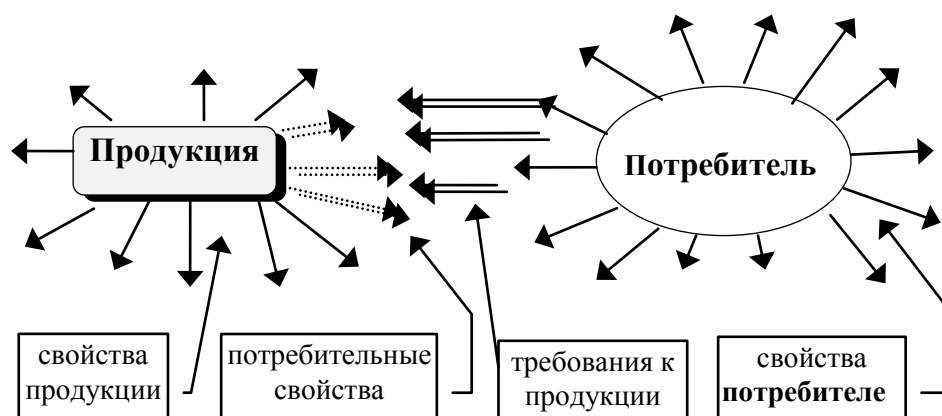 Продукция
Потребитель
свойства
продукции
потребительные
свойства
требования к
продукции
свойства
потребителе